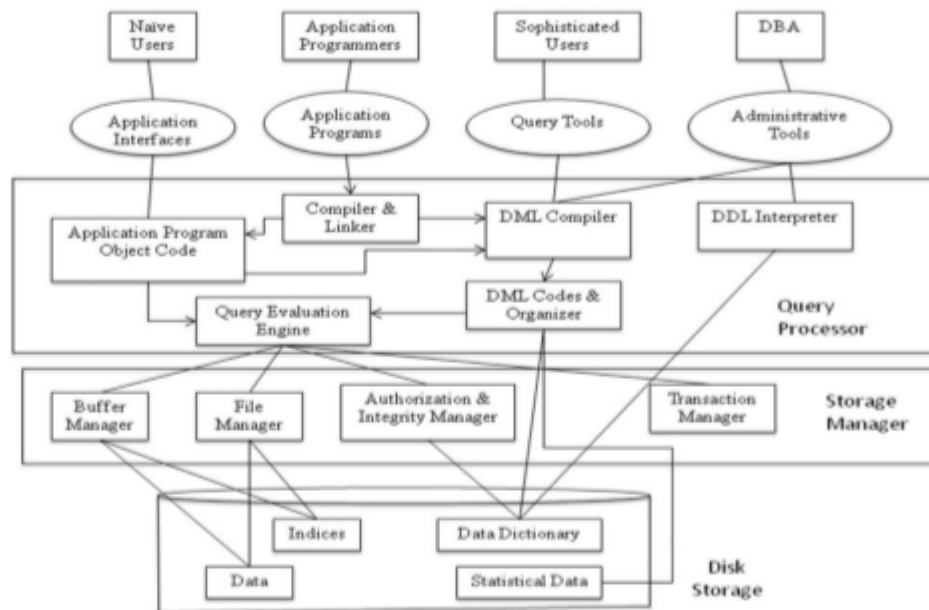 Naïve
Users
Application
Programmers
Sophisticated
Users
DBA
Application
Interfaces
Application
Programs
Query Tools
Administrative
Tools
Application Program
Object Code
Compiler &
Linker
DML Compiler
DDL Interpreter
Query Evaluation
Engine
DML Codes &
Organizer
Query
Processor
Buffer
Manager
File
Manager
Authorization &
Integrity Manager
Transaction
Manager
Storage
Manager
Indices
Data Dictionary
Data
Statistical Data
Disk
Storage